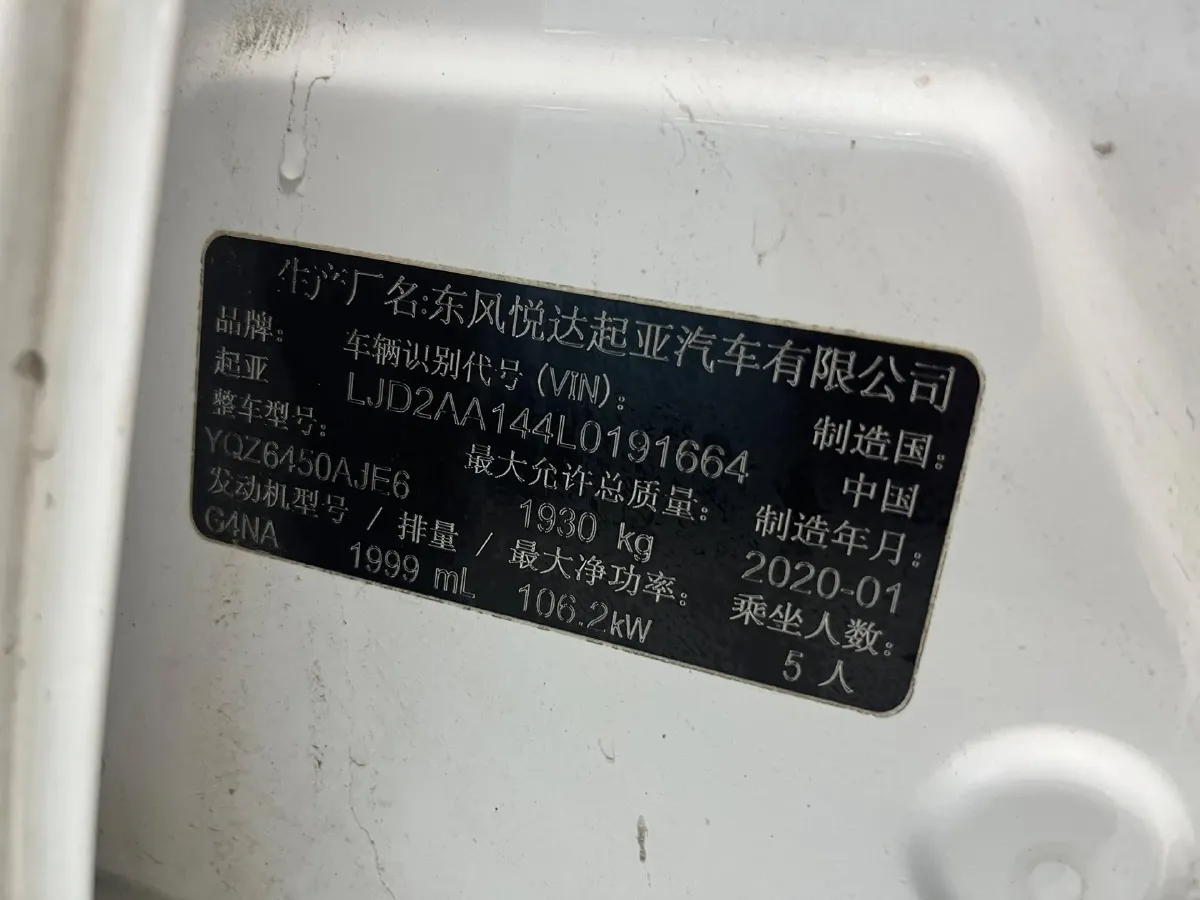 生产厂名:东风悦达起亚汽车有限公司
品牌: 车辆识别代号 (VIN): 制造国:
起亚 LJD2AA144L0191664 中国
整车型号: 最大允许总质量: 制造年月:
YQZ6450AJE6 1930 kg 2020-01
发动机型号 / 排量 / 最大净功率: 乘坐人数:
G4NA 1999 mL 106.2kW 5 人